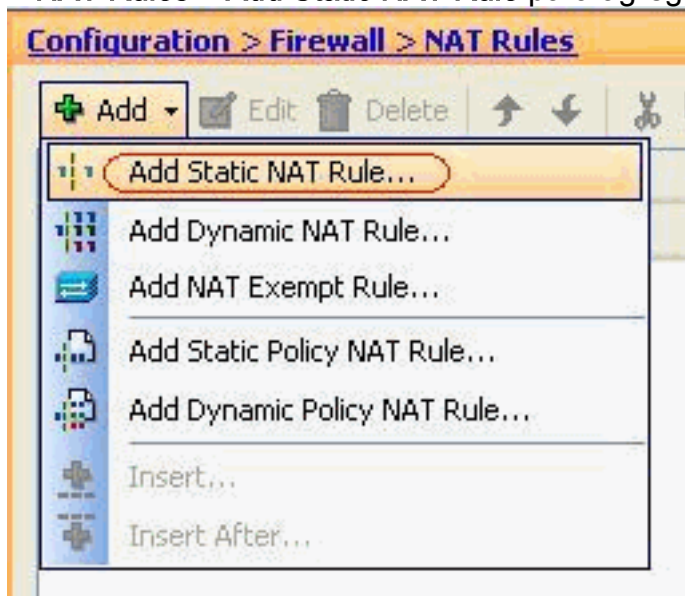 Configuration > Firewall > NAT Rules
Add Edit Delete
Add Static NAT Rule...
Add Dynamic NAT Rule...
Add NAT Exempt Rule...
Add Static Policy NAT Rule...
Add Dynamic Policy NAT Rule...
Insert...
Insert After...